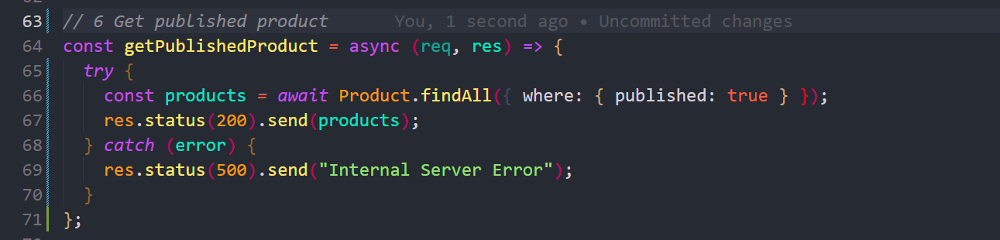 63 // 6 Get published product You, 1 second ago • Uncommitted changes
64 const getPublishedProduct = async (req, res) => {
65 try {
66 const products = await Product.findAll({ where: { published: true } });
67 res.status(200).send(products);
68 } catch (error) {
69 res.status(500).send("Internal Server Error");
70 }
71 };